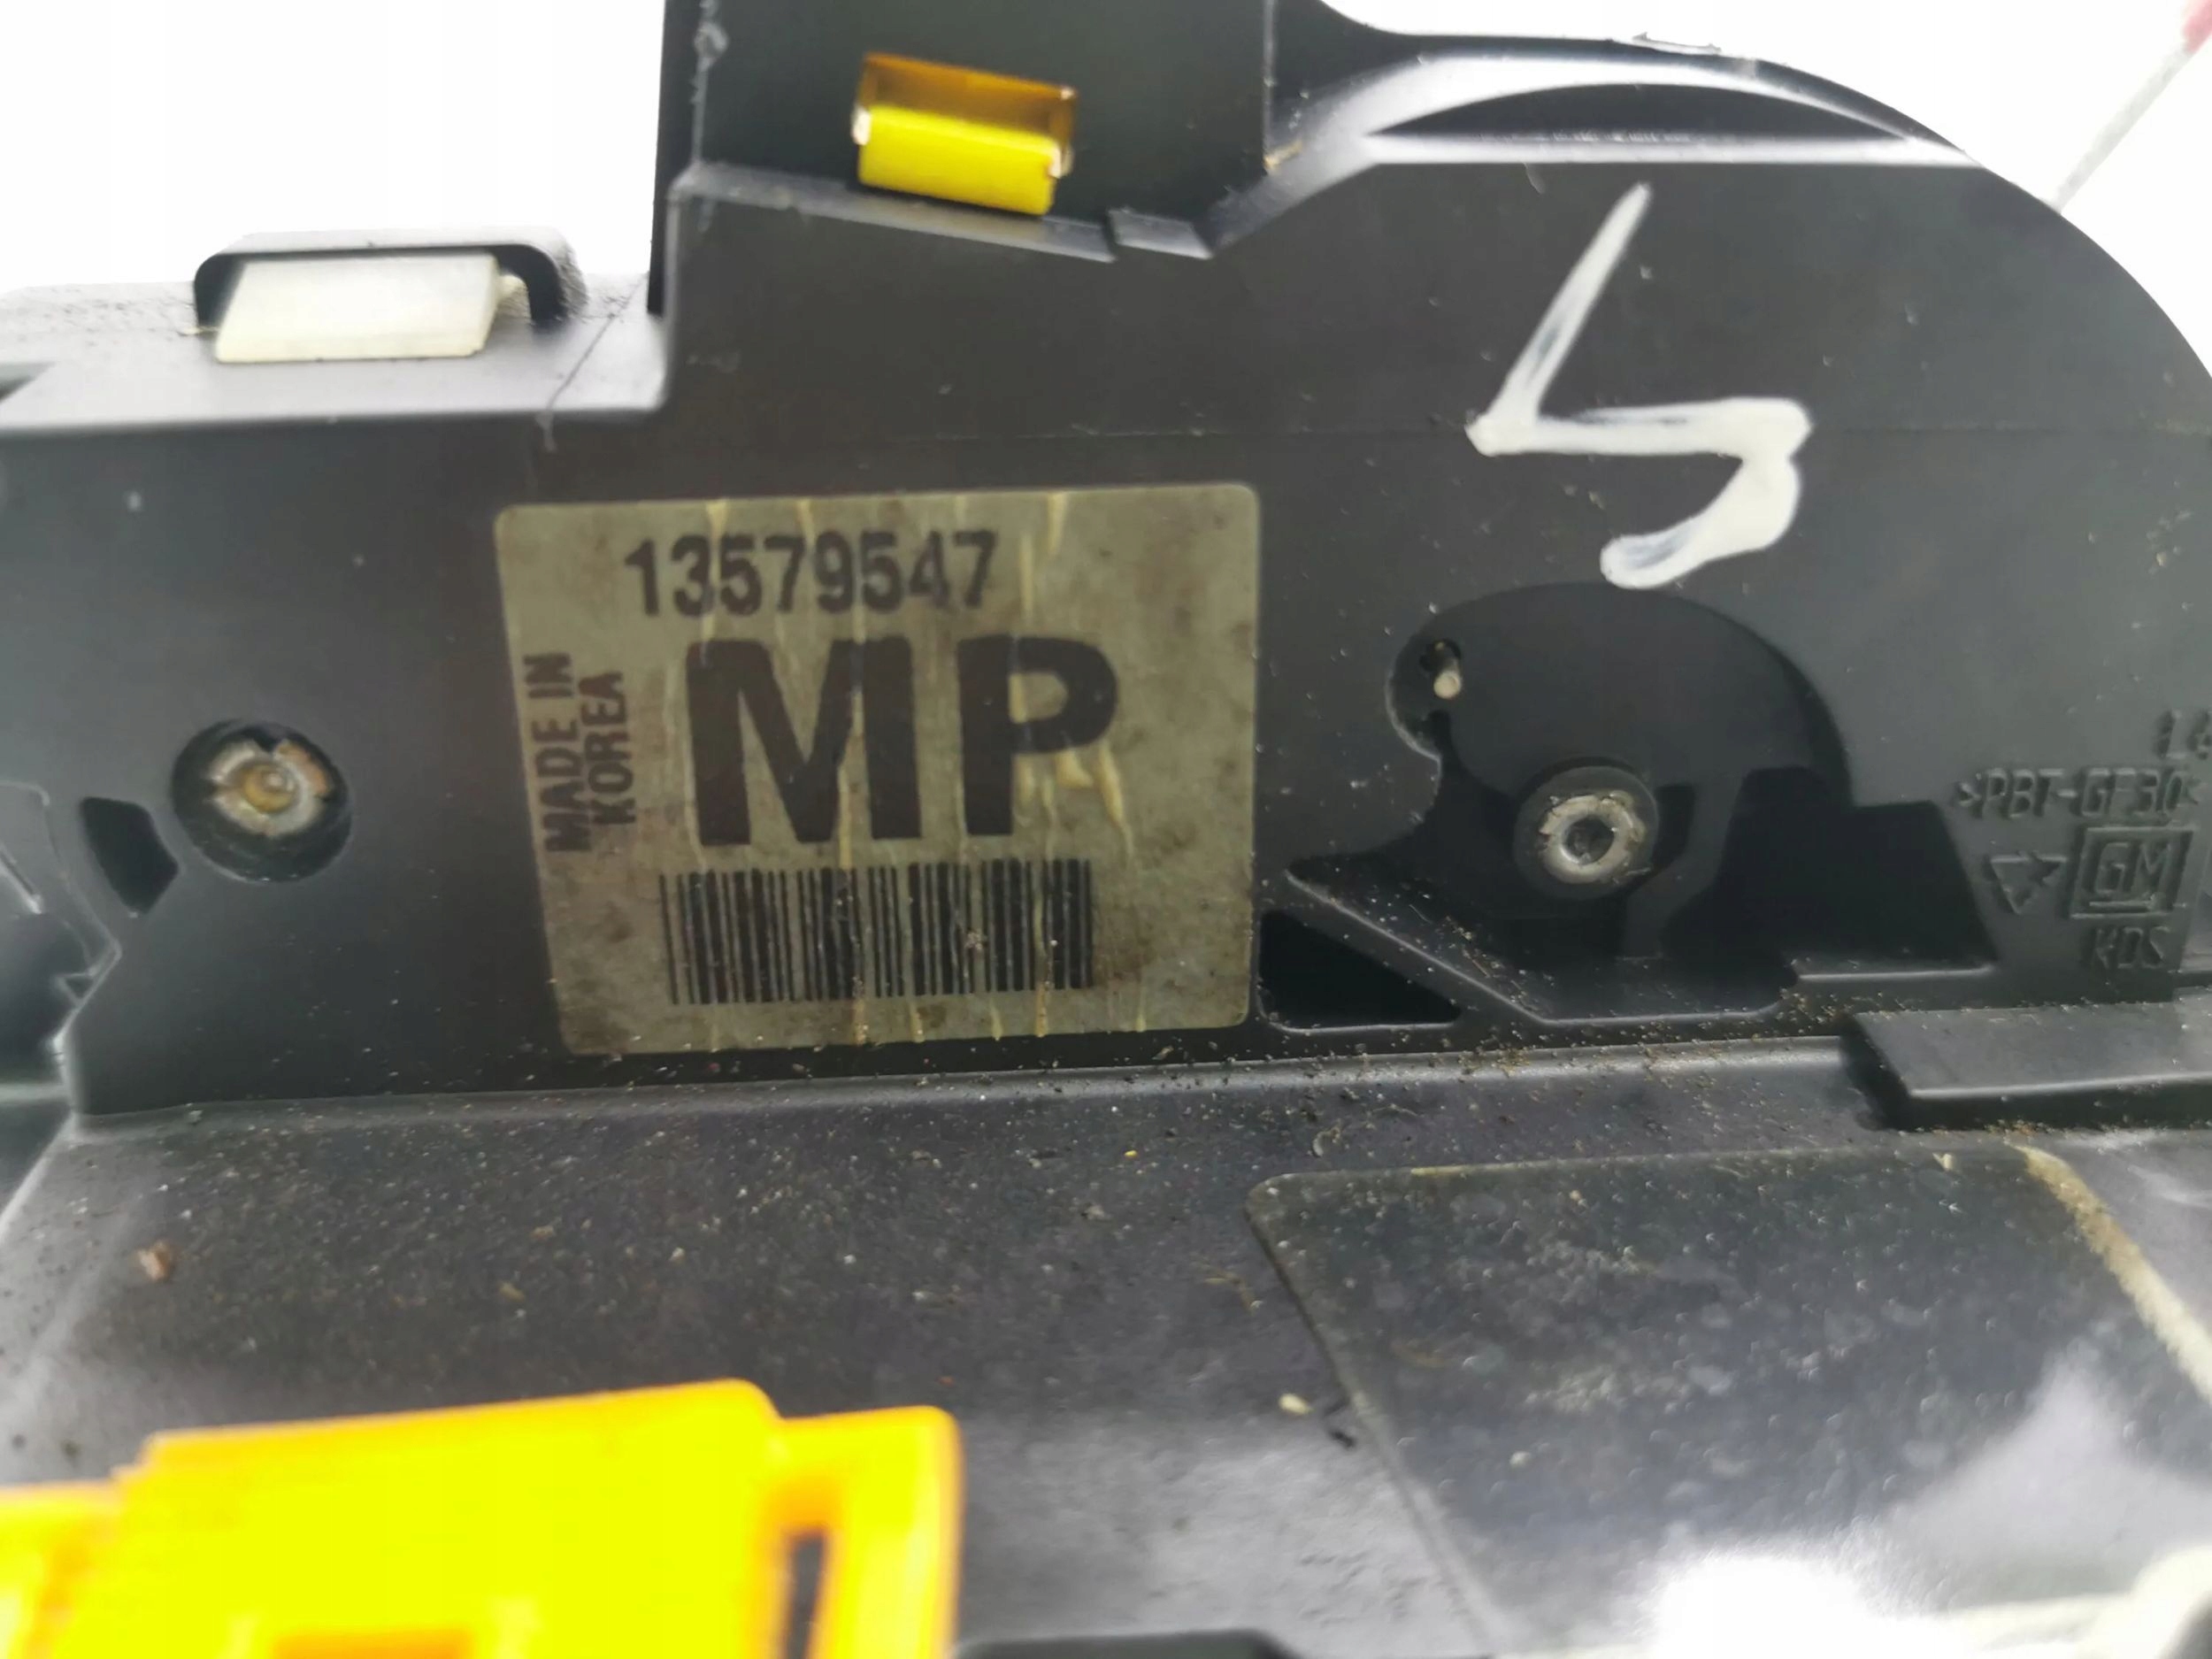 13579547
MADE IN
KOREA
MP
>PBT-GF30<
GM
KDS